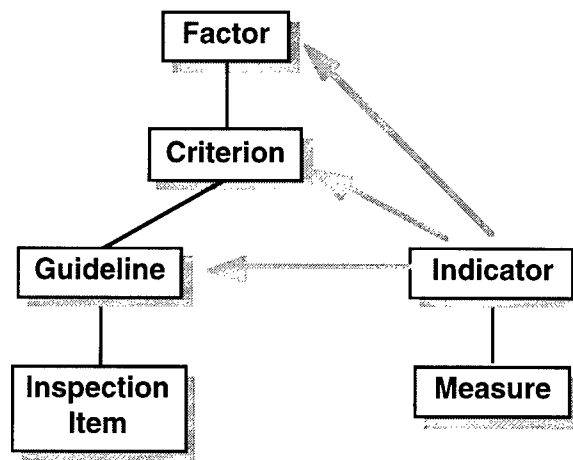 Factor
Criterion
Guideline
Indicator
Inspection
Item
Measure